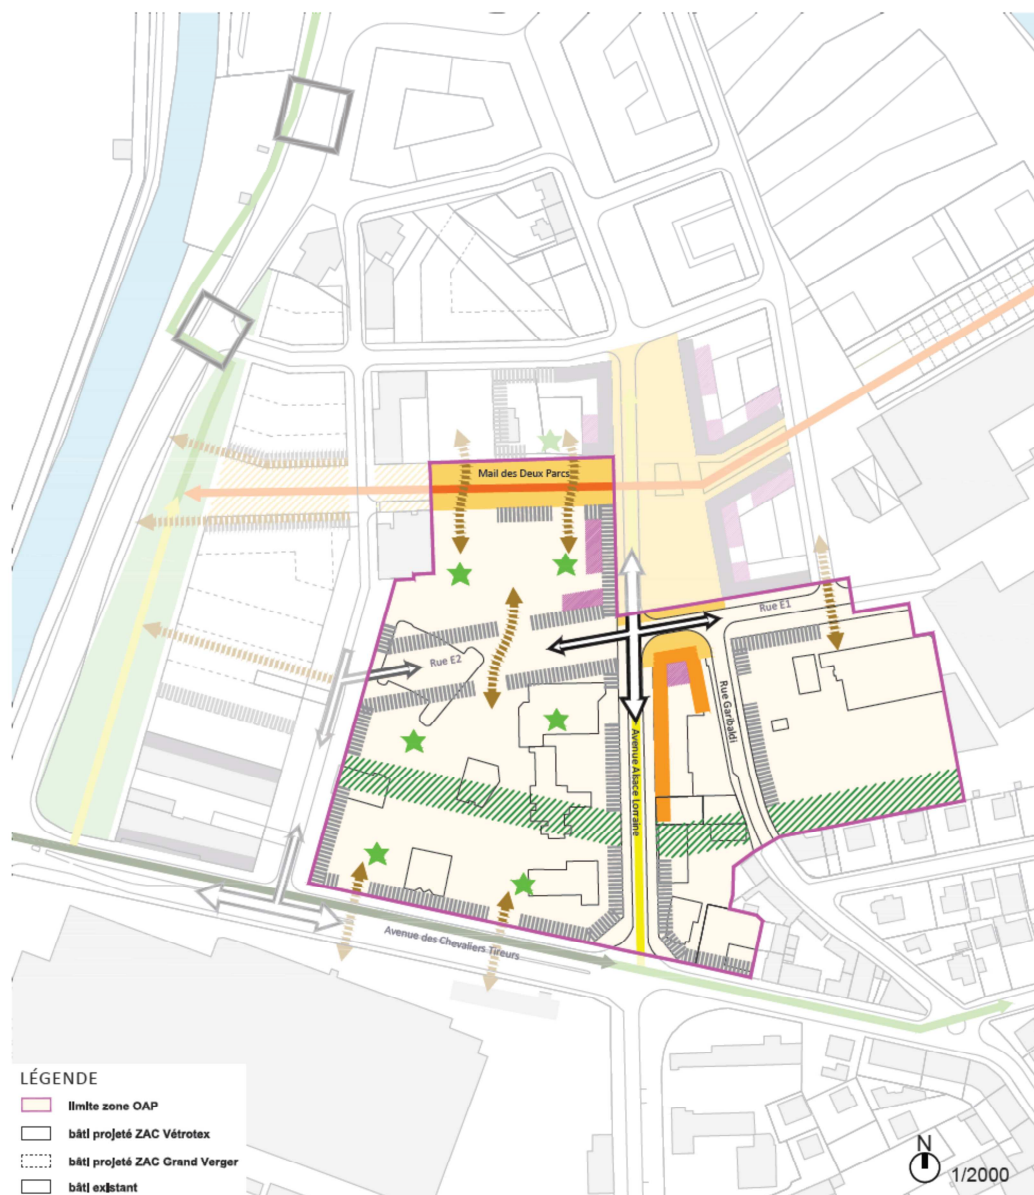 Mail des Deux Parcs
Rue E1
Rue E2
Rue Garibaldi
Avenue Alsace Lorraine
Avenue des Chevaliers Tireurs
LÉGENDE
limite zone OAP
bâti projeté ZAC Vétrotex
bâti projeté ZAC Grand Verger
bâti existant
N
1/2000